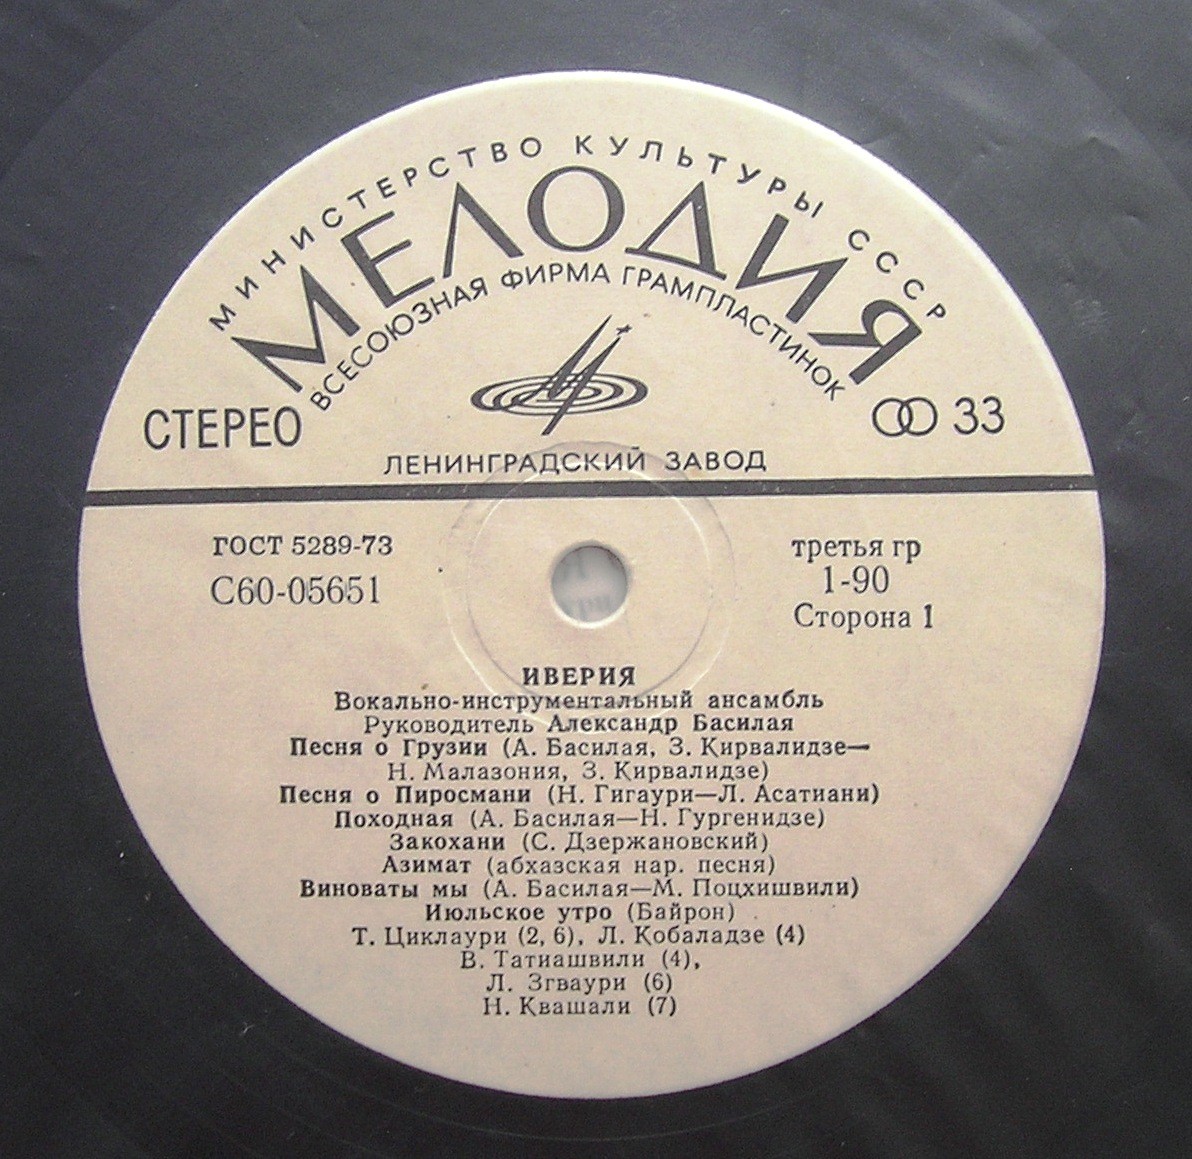 МИНИСТЕРСТВО КУЛЬТУРЫ СССР
МЕЛОДИЯ
ВСЕСОЮЗНАЯ ФИРМА ГРАМПЛАСТИНОК
СТЕРЕО
33
ЛЕНИНГРАДСКИЙ ЗАВОД
ГОСТ 5289-73
С60-05651
третья гр
1-90
Сторона 1
ИВЕРИЯ
Вокально-инструментальный ансамбль
Руководитель Александр Басилая
Песня о Грузии (А. Басилая, З. Кирвалидзе—
Н. Малазония, З. Кирвалидзе)
Песня о Пиросмани (Н. Гигаури—Л. Асатиани)
Походная (А. Басилая—Н. Гургенидзе)
Закохани (С. Дзержановский)
Азимат (абхазская нар. песня)
Виноваты мы (А. Басилая—М. Поцхишвили)
Июльское утро (Байрон)
Т. Циклаури (2, 6), Л. Кобаладзе (4)
В. Татиашвили (4),
Л. Згваури (6)
Н. Квашали (7)